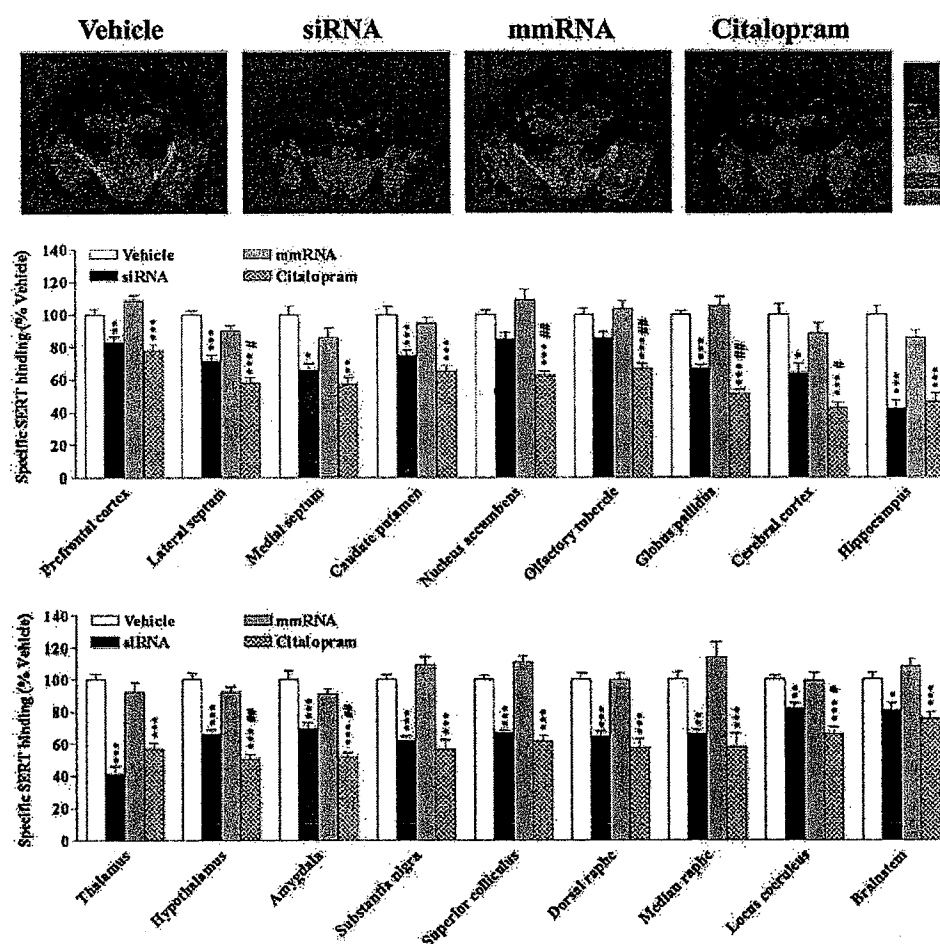 Vehicle siRNA mmRNA Citalopram
Specific SERT binding (% Vehicle)
140
120
100
80
60
40
20
0
Vehicle mmRNA
siRNA Citalopram
** *** *** *** * ** *** *** *** ## *** ## *** *** ## * *** # *** ***
Prefrontal cortex Lateral septum Medial septum Caudate putamen Nucleus accumbens Olfactory tubercle Globus pallidus Cerebral cortex Hippocampus
Specific SERT binding (% Vehicle)
140
120
100
80
60
40
20
0
Vehicle mmRNA
siRNA Citalopram
*** *** *** *** ## *** *** ## *** *** *** *** *** *** ** *** ** *** # ** ***
Thalamus Hypothalamus Amygdala Substantia nigra Superior colliculus Dorsal raphe Median raphe Locus coeruleus Brainstem